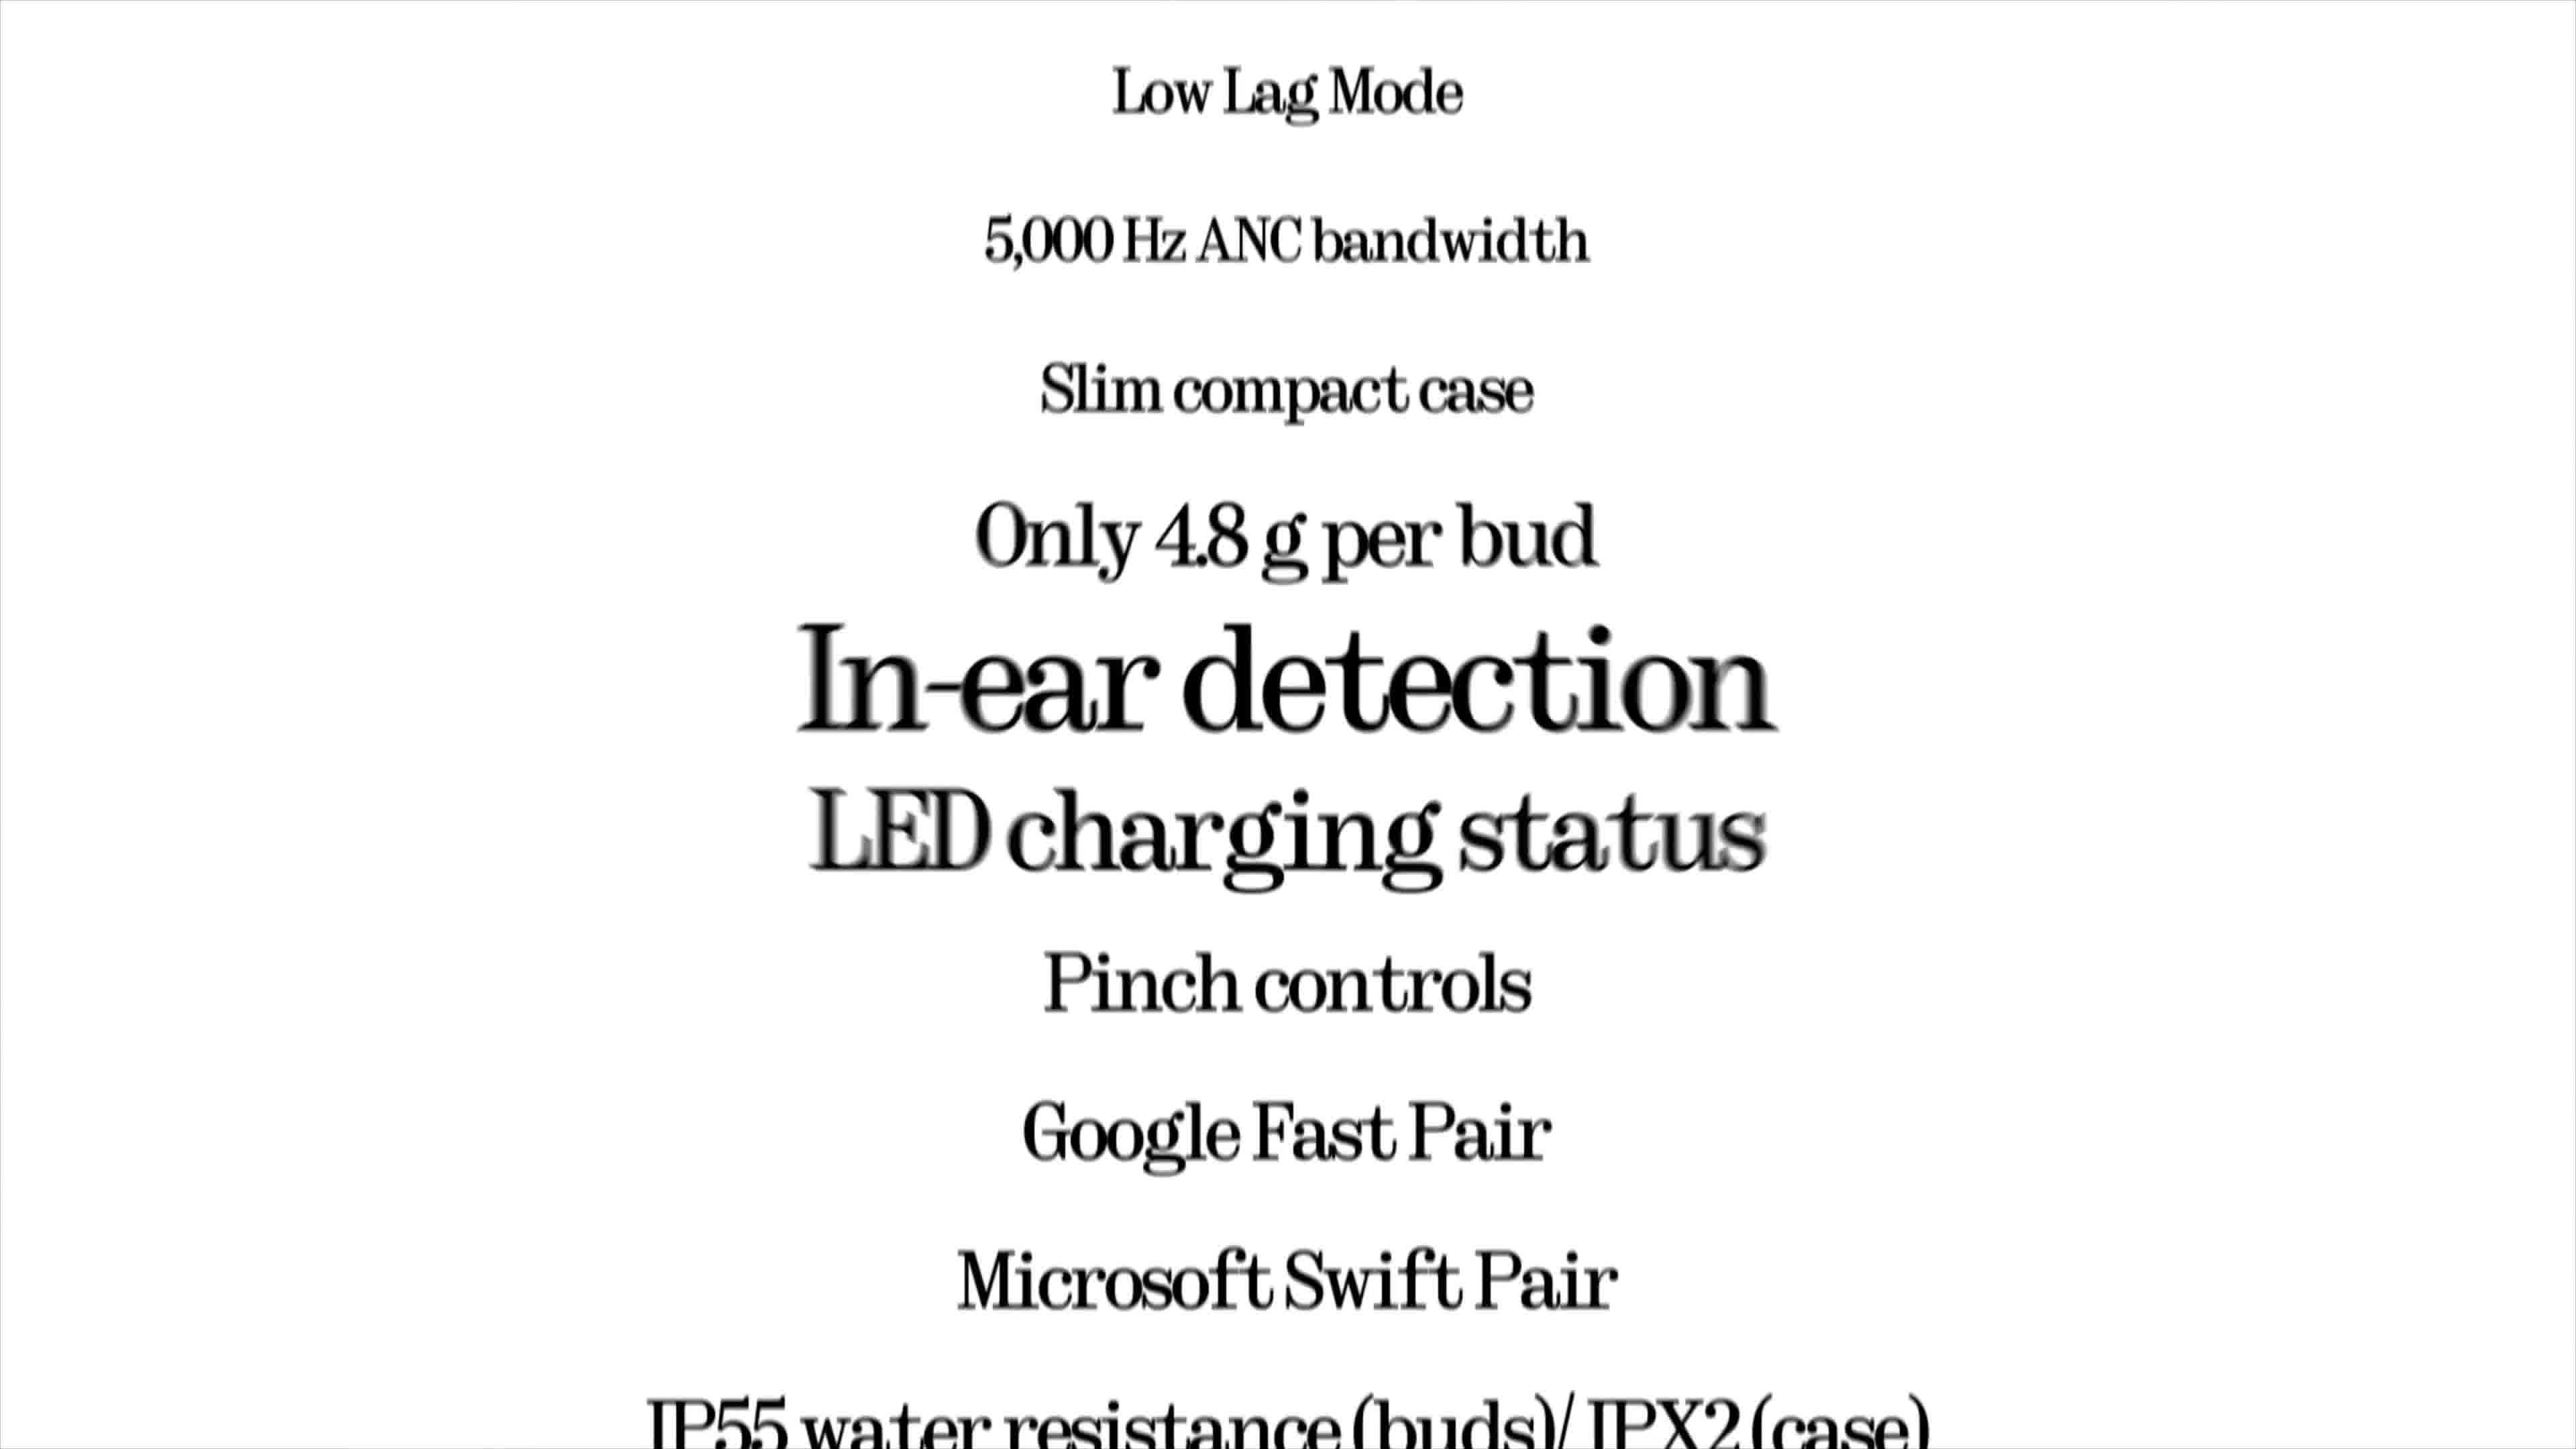 Low Lag Mode
5,000 Hz ANC bandwidth
Slim compact case
Only 4.8 g per bud
In-ear detection
LED charging status
Pinch controls
Google Fast Pair
Microsoft Swift Pair
IP55 water resistance (buds)/ IPX2 (case)